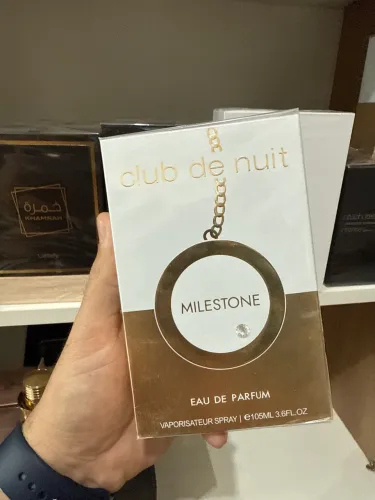 club de nuit
MILESTONE
EAU DE PARFUM
VAPORISATEUR SPRAY | ℮105ML 3.6FL.OZ
خمرة
KHAMRAH